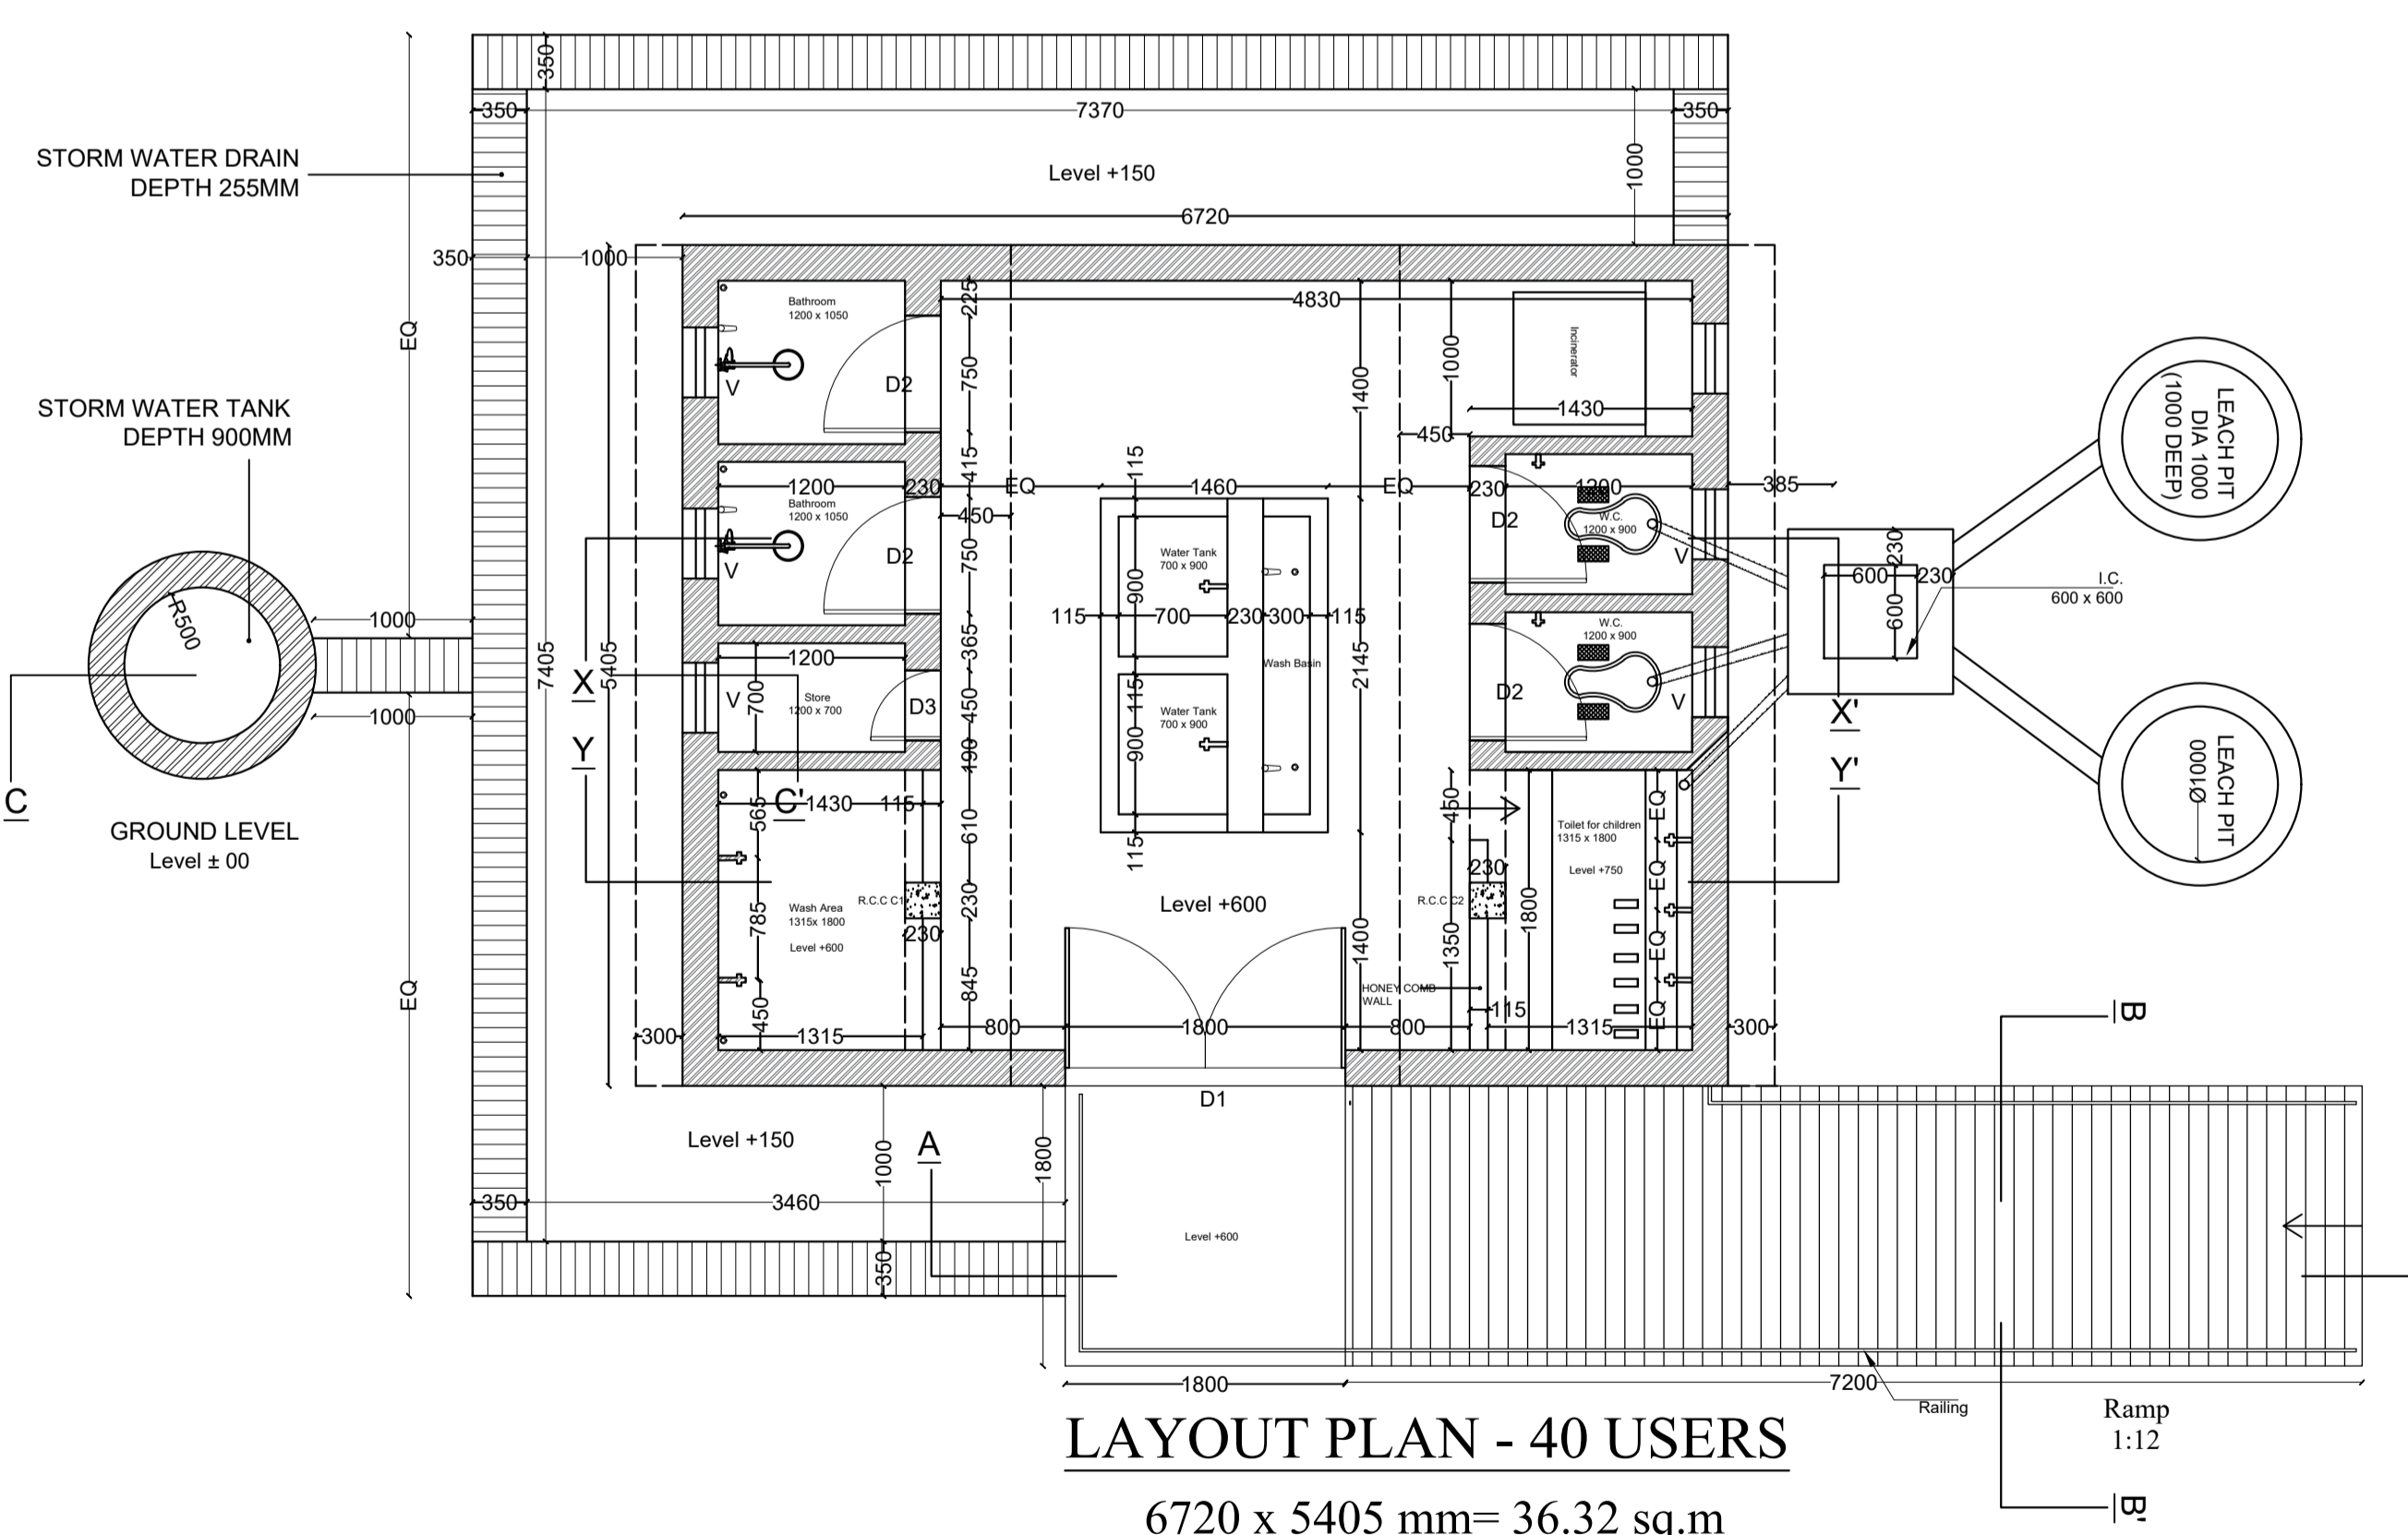 350
350
7370
350
STORM WATER DRAIN
DEPTH 255MM
Level +150
1000
6720
350
1000
EQ
Bathroom
1200 x 1050
225
4830
Incinerator
1430
1000
1400
450
V
D2
750
415
STORM WATER TANK
DEPTH 900MM
LEACH PIT
DIA 1000
(1000 DEEP)
1200
230
EQ
115
1460
EQ
230
1200
385
Bathroom
1200 x 1050
450
D2
V
750
D2
W.C.
1200 x 900
V
Water Tank
700 x 900
900
115
700
230
300
115
Wash Basin
230
600
230
600
I.C.
600 x 600
R500
1000
1000
7405
5405
X
Y
1200
700
V
Store
1200 x 700
D3
365
450
190
115
Water Tank
700 x 900
900
115
2145
D2
W.C.
1200 x 900
V
X'
Y'
LEACH PIT
Ø1000
C
GROUND LEVEL
Level ± 00
EQ
565
C'
1430
115
610
785
Wash Area
1315x 1800
Level +600
R.C.C C1
230
230
845
450
1315
300
Level +600
800
1800
800
1400
450
1350
R.C.C C2
230
HONEY COMB
WALL
115
1800
Toilet for children
1315 x 1800
Level +750
EQ
EQ
EQ
EQ
1315
300
B
D1
Level +150
1000
A
1800
350
3460
350
Level +600
1800
7200
Railing
Ramp
1:12
B'
LAYOUT PLAN - 40 USERS
6720 x 5405 mm= 36.32 sq.m